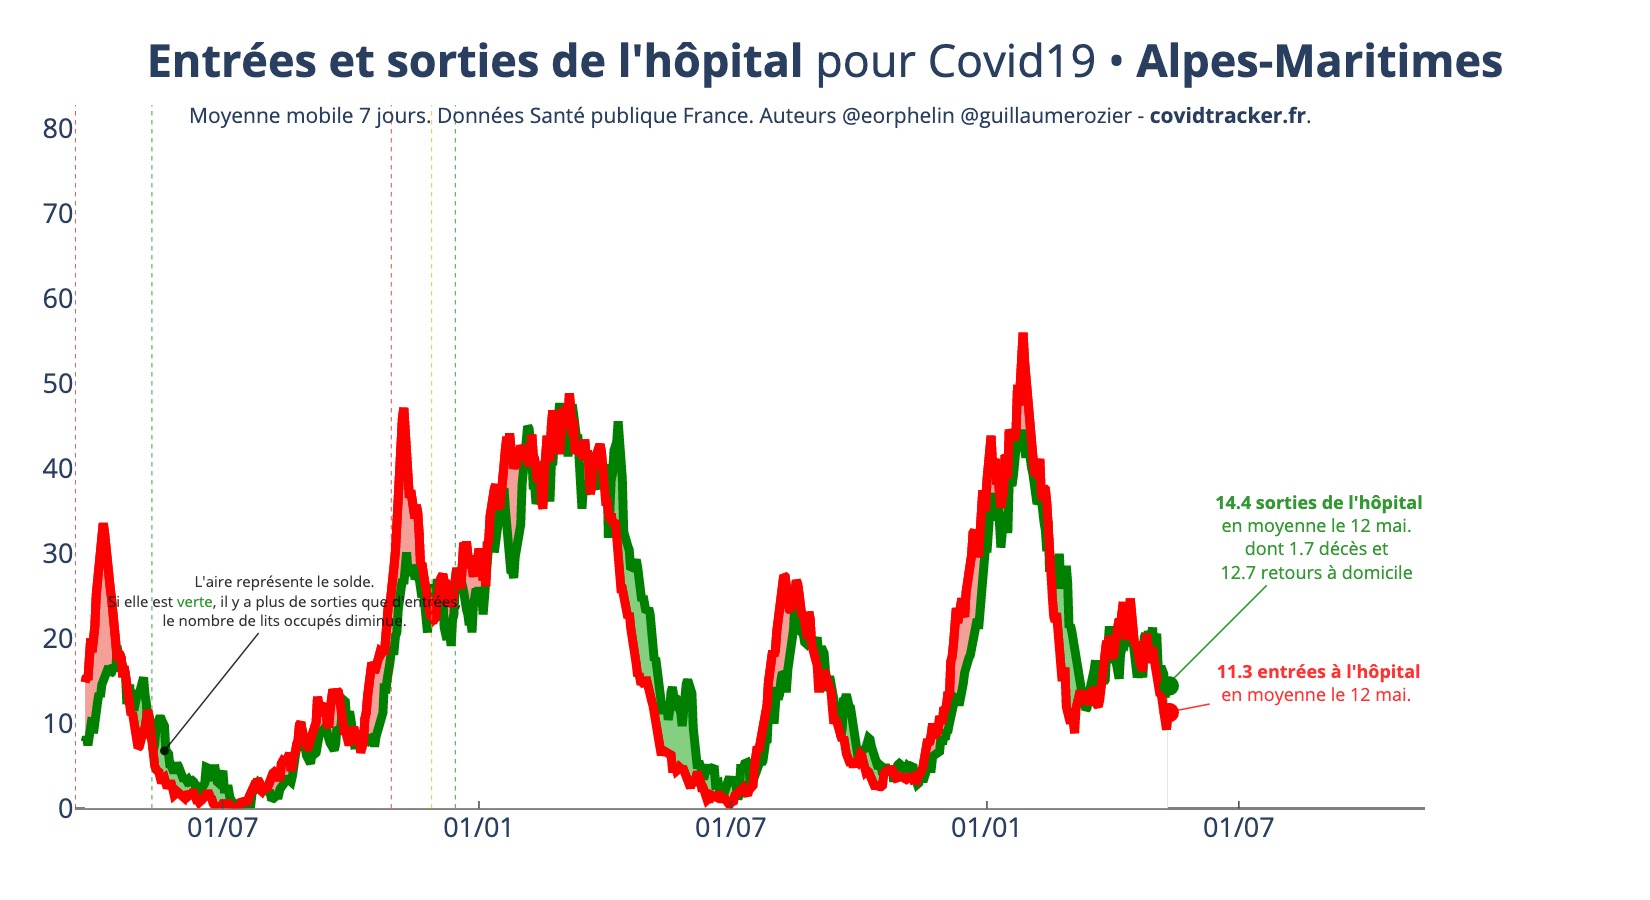 Entrées et sorties de l'hôpital pour Covid19 • Alpes-Maritimes
Moyenne mobile 7 jours. Données Santé publique France. Auteurs @eorphelin @guillaumerozier - covidtracker.fr.
80
70
60
50
40
30
20
10
0
L'aire représente le solde.
Si elle est verte, il y a plus de sorties que d'entrées,
le nombre de lits occupés diminue.
14.4 sorties de l'hôpital
en moyenne le 12 mai.
dont 1.7 décès et
12.7 retours à domicile
11.3 entrées à l'hôpital
en moyenne le 12 mai.
01/07
01/01
01/07
01/01
01/07